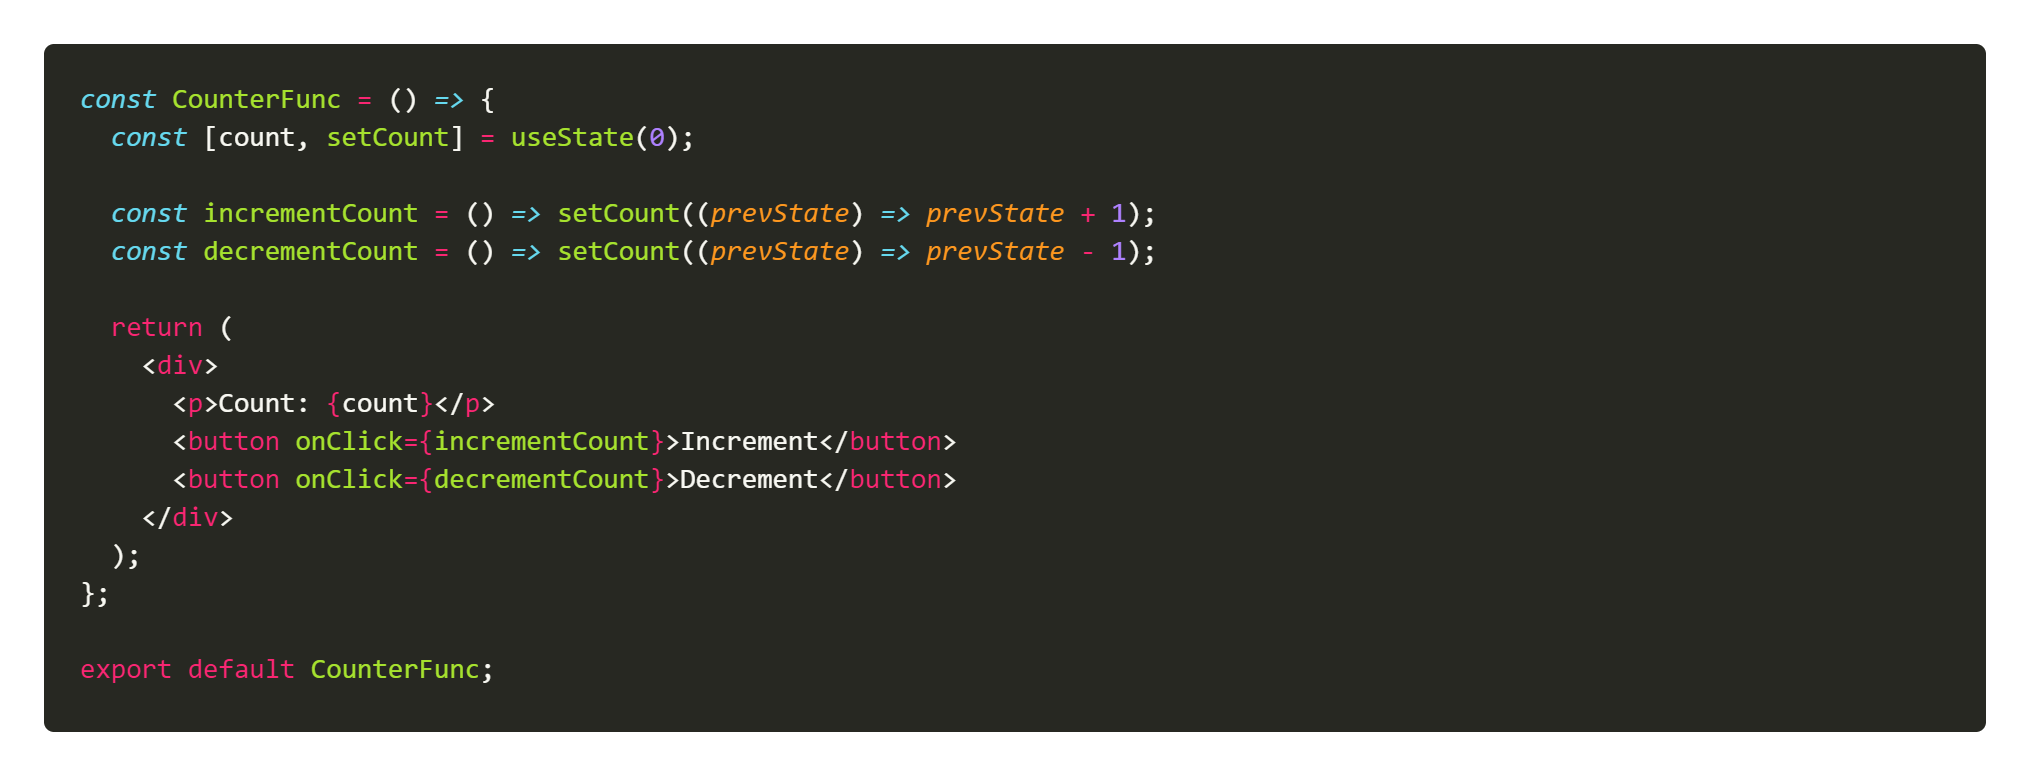 const CounterFunc = () => {
  const [count, setCount] = useState(0);

  const incrementCount = () => setCount((prevState) => prevState + 1);
  const decrementCount = () => setCount((prevState) => prevState - 1);

  return (
    <div>
      <p>Count: {count}</p>
      <button onClick={incrementCount}>Increment</button>
      <button onClick={decrementCount}>Decrement</button>
    </div>
  );
};

export default CounterFunc;